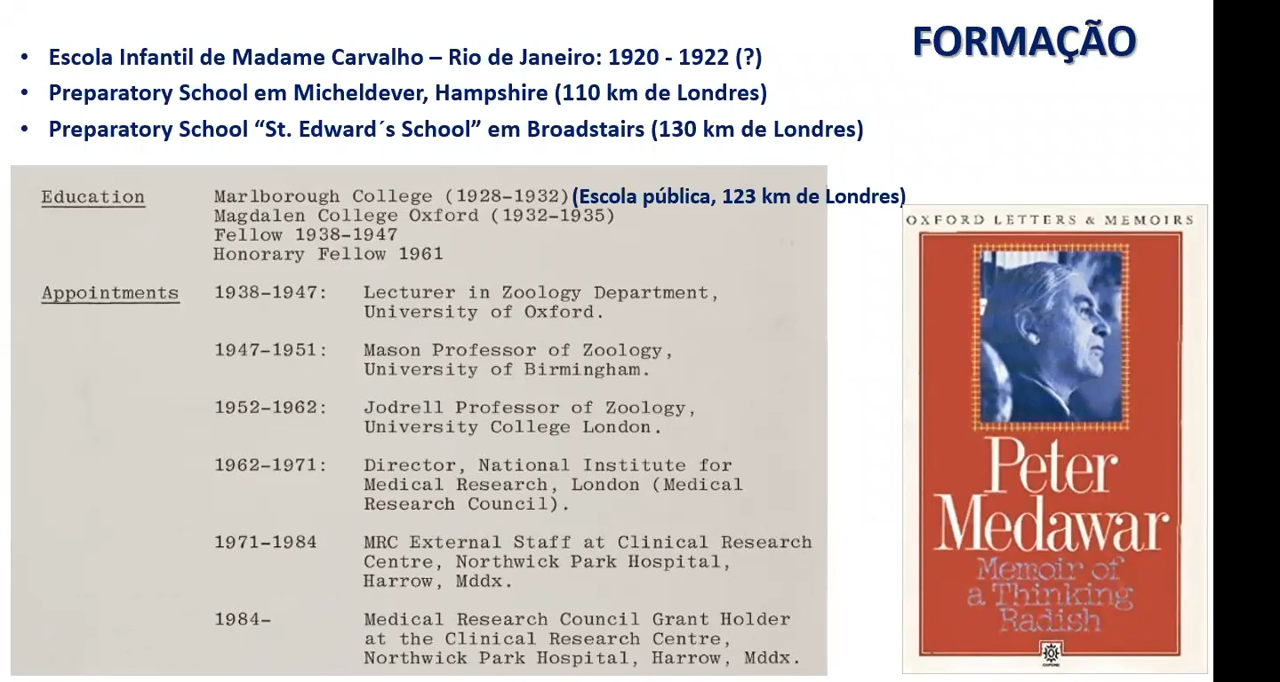 FORMAÇÃO
• Escola Infantil de Madame Carvalho – Rio de Janeiro: 1920 - 1922 (?)
• Preparatory School em Micheldever, Hampshire (110 km de Londres)
• Preparatory School “St. Edward´s School” em Broadstairs (130 km de Londres)
Education Marlborough College (1928-1932) (Escola pública, 123 km de Londres)
Magdalen College Oxford (1932-1935)
Fellow 1938-1947
Honorary Fellow 1961
Appointments 1938-1947: Lecturer in Zoology Department,
University of Oxford.
1947-1951: Mason Professor of Zoology,
University of Birmingham.
1952-1962: Jodrell Professor of Zoology,
University College London.
1962-1971: Director, National Institute for
Medical Research, London (Medical
Research Council).
1971-1984 MRC External Staff at Clinical Research
Centre, Northwick Park Hospital,
Harrow, Mddx.
1984- Medical Research Council Grant Holder
at the Clinical Research Centre,
Northwick Park Hospital, Harrow, Mddx.
OXFORD LETTERS & MEMOIRS
Peter
Medawar
Memoir of
a Thinking
Radish
OXFORD